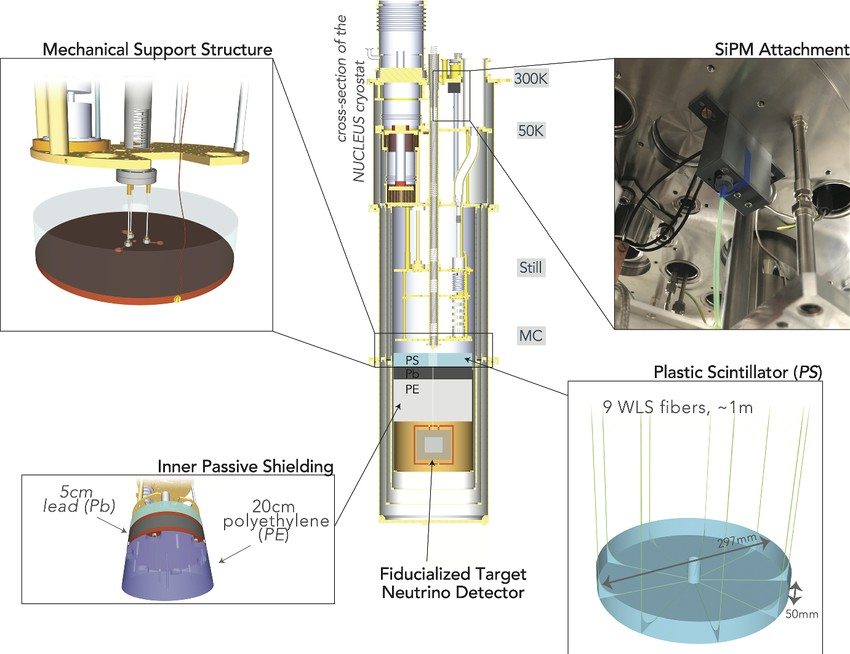 Mechanical Support Structure
cross-section of the
NUCLEUS cryostat
300K
50K
Still
MC
SiPM Attachment
PS
Pb
PE
Plastic Scintillator (PS)
9 WLS fibers, ~1m
297mm
50mm
Inner Passive Shielding
5cm
lead (Pb)
20cm
polyethylene
(PE)
Fiducialized Target
Neutrino Detector